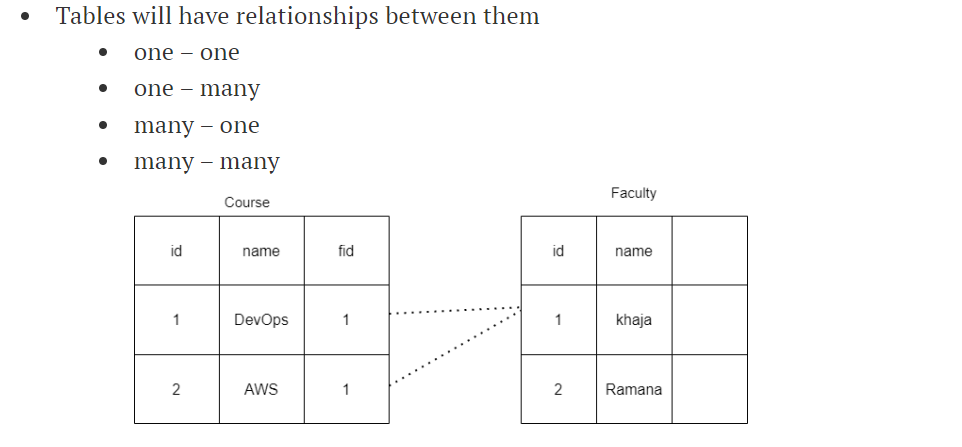 Tables will have relationships between them
one – one
one – many
many – one
many – many
Course
id name fid
1 DevOps 1
2 AWS 1
Faculty
id name
1 khaja
2 Ramana